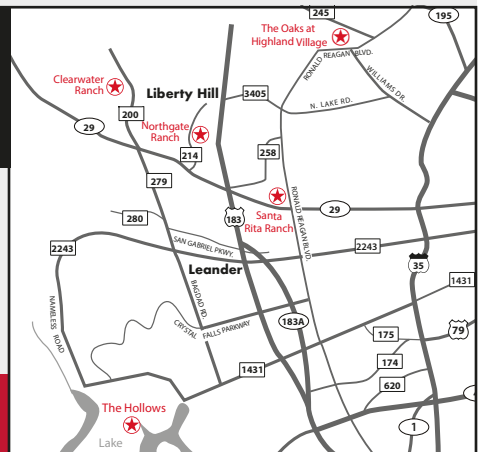 245
195
The Oaks at
Highland Village
RONALD REAGAN BLVD.
WILLIAMS DR.
Clearwater
Ranch
Liberty Hill
3405
N. LAKE RD.
200
29
Northgate
Ranch
214
258
279
RONALD REAGAN BLVD.
Santa
Rita Ranch
29
280
183
SAN GABRIEL PKWY.
2243
2243
Leander
35
1431
NAMELESS ROAD
BAGDAD RD.
CRYSTAL FALLS PARKWAY
183A
79
175
174
1431
620
The Hollows
1
Lake